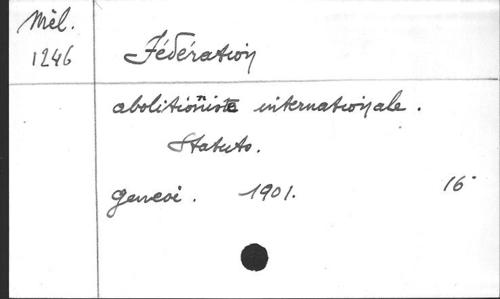 Mél.
1246
Fédération
abolitionniste internationale.
Statuts.
Genève. 1901. 16°